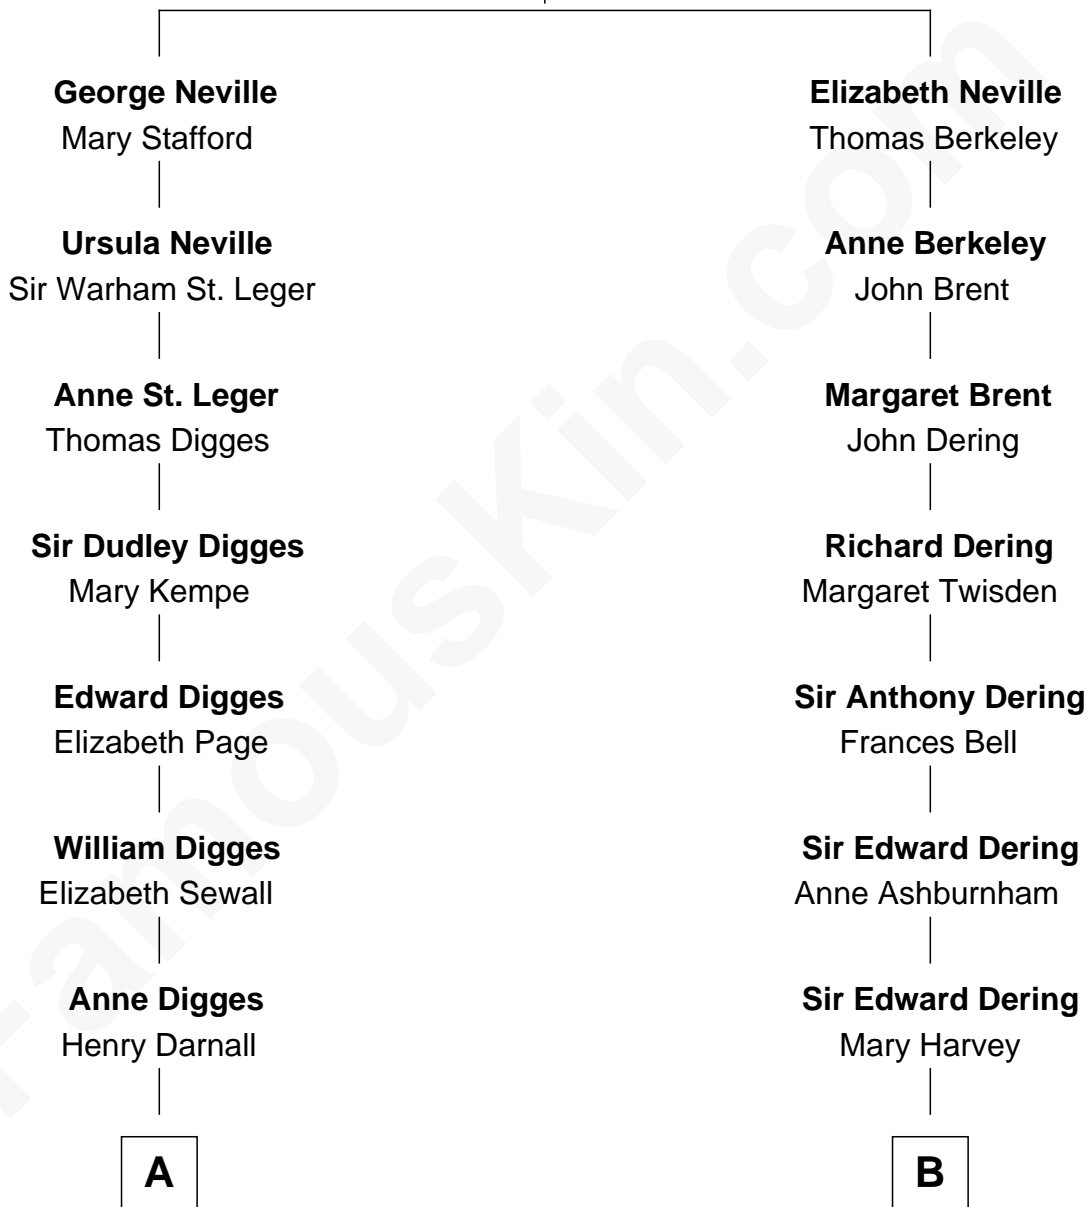 George Neville
Mary Stafford
Ursula Neville
Sir Warham St. Leger
Anne St. Leger
Thomas Digges
Sir Dudley Digges
Mary Kempe
Edward Digges
Elizabeth Page
William Digges
Elizabeth Sewall
Anne Digges
Henry Darnall
A
Elizabeth Neville
Thomas Berkeley
Anne Berkeley
John Brent
Margaret Brent
John Dering
Richard Dering
Margaret Twisden
Sir Anthony Dering
Frances Bell
Sir Edward Dering
Anne Ashburnham
Sir Edward Dering
Mary Harvey
B
FamousKin.com